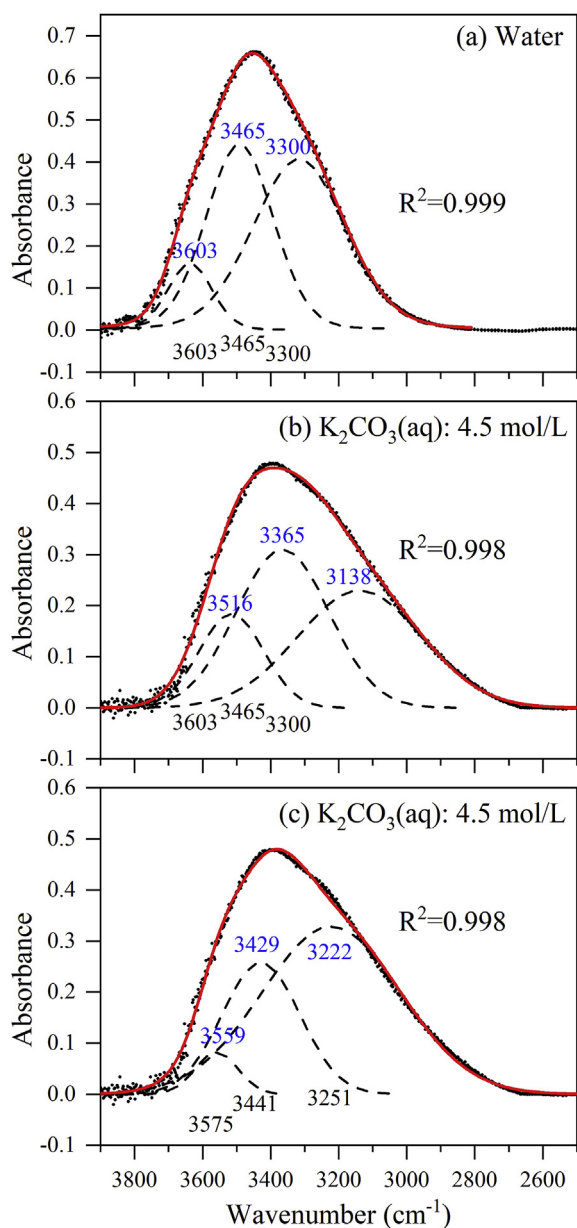 (a) Water
0.7
0.6
0.5
0.4
0.3
0.2
0.1
0.0
-0.1
Absorbance
3465
3300
3603
R²=0.999
3603 3465 3300
(b) K₂CO₃(aq): 4.5 mol/L
0.6
0.5
0.4
0.3
0.2
0.1
0.0
-0.1
Absorbance
3365
3138
3516
R²=0.998
3603 3465 3300
(c) K₂CO₃(aq): 4.5 mol/L
0.6
0.5
0.4
0.3
0.2
0.1
0.0
-0.1
Absorbance
3429
3222
3559
R²=0.998
3575 3441 3251
3800 3600 3400 3200 3000 2800 2600
Wavenumber (cm⁻¹)